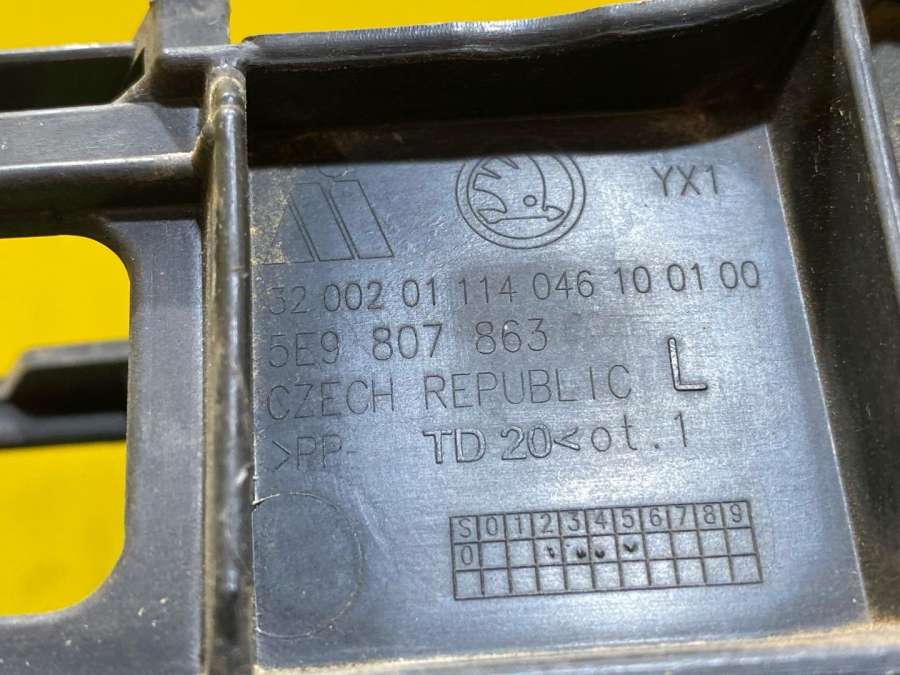 YX1
32 002 01 114 046 10 01 00
5E9 807 863
CZECH REPUBLIC L
>PP- TD 20< ot.1
S 0 1 2 3 4 5 6 7 8 9
0